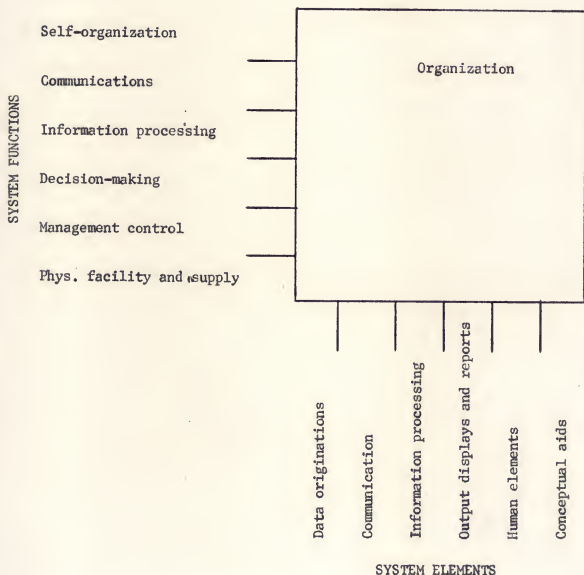 SYSTEM FUNCTIONS
Self-organization
Communications
Information processing
Decision-making
Management control
Phys. facility and supply
Organization
Data originations
Communication
Information processing
Output displays and reports
Human elements
Conceptual aids
SYSTEM ELEMENTS